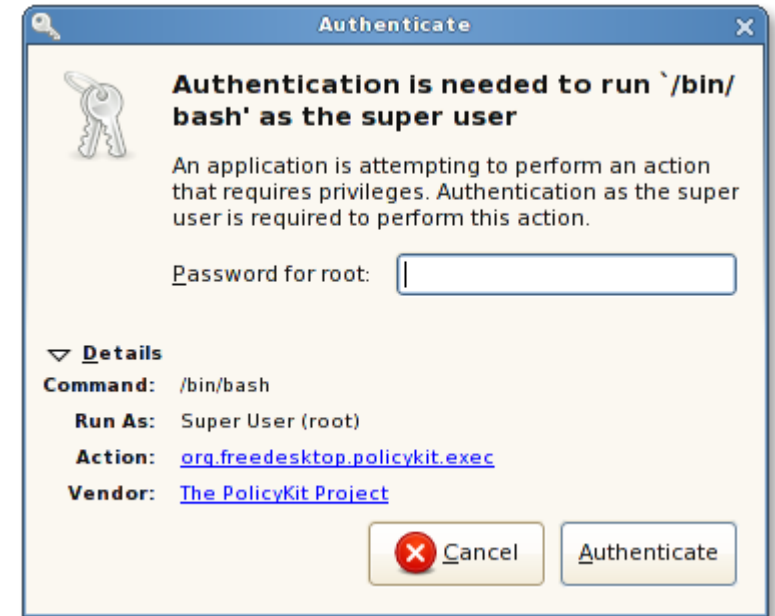 Authenticate
Authentication is needed to run `/bin/
bash' as the super user
An application is attempting to perform an action
that requires privileges. Authentication as the super
user is required to perform this action.
Password for root:
Details
Command: /bin/bash
Run As: Super User (root)
Action: org.freedesktop.policykit.exec
Vendor: The PolicyKit Project
Cancel Authenticate